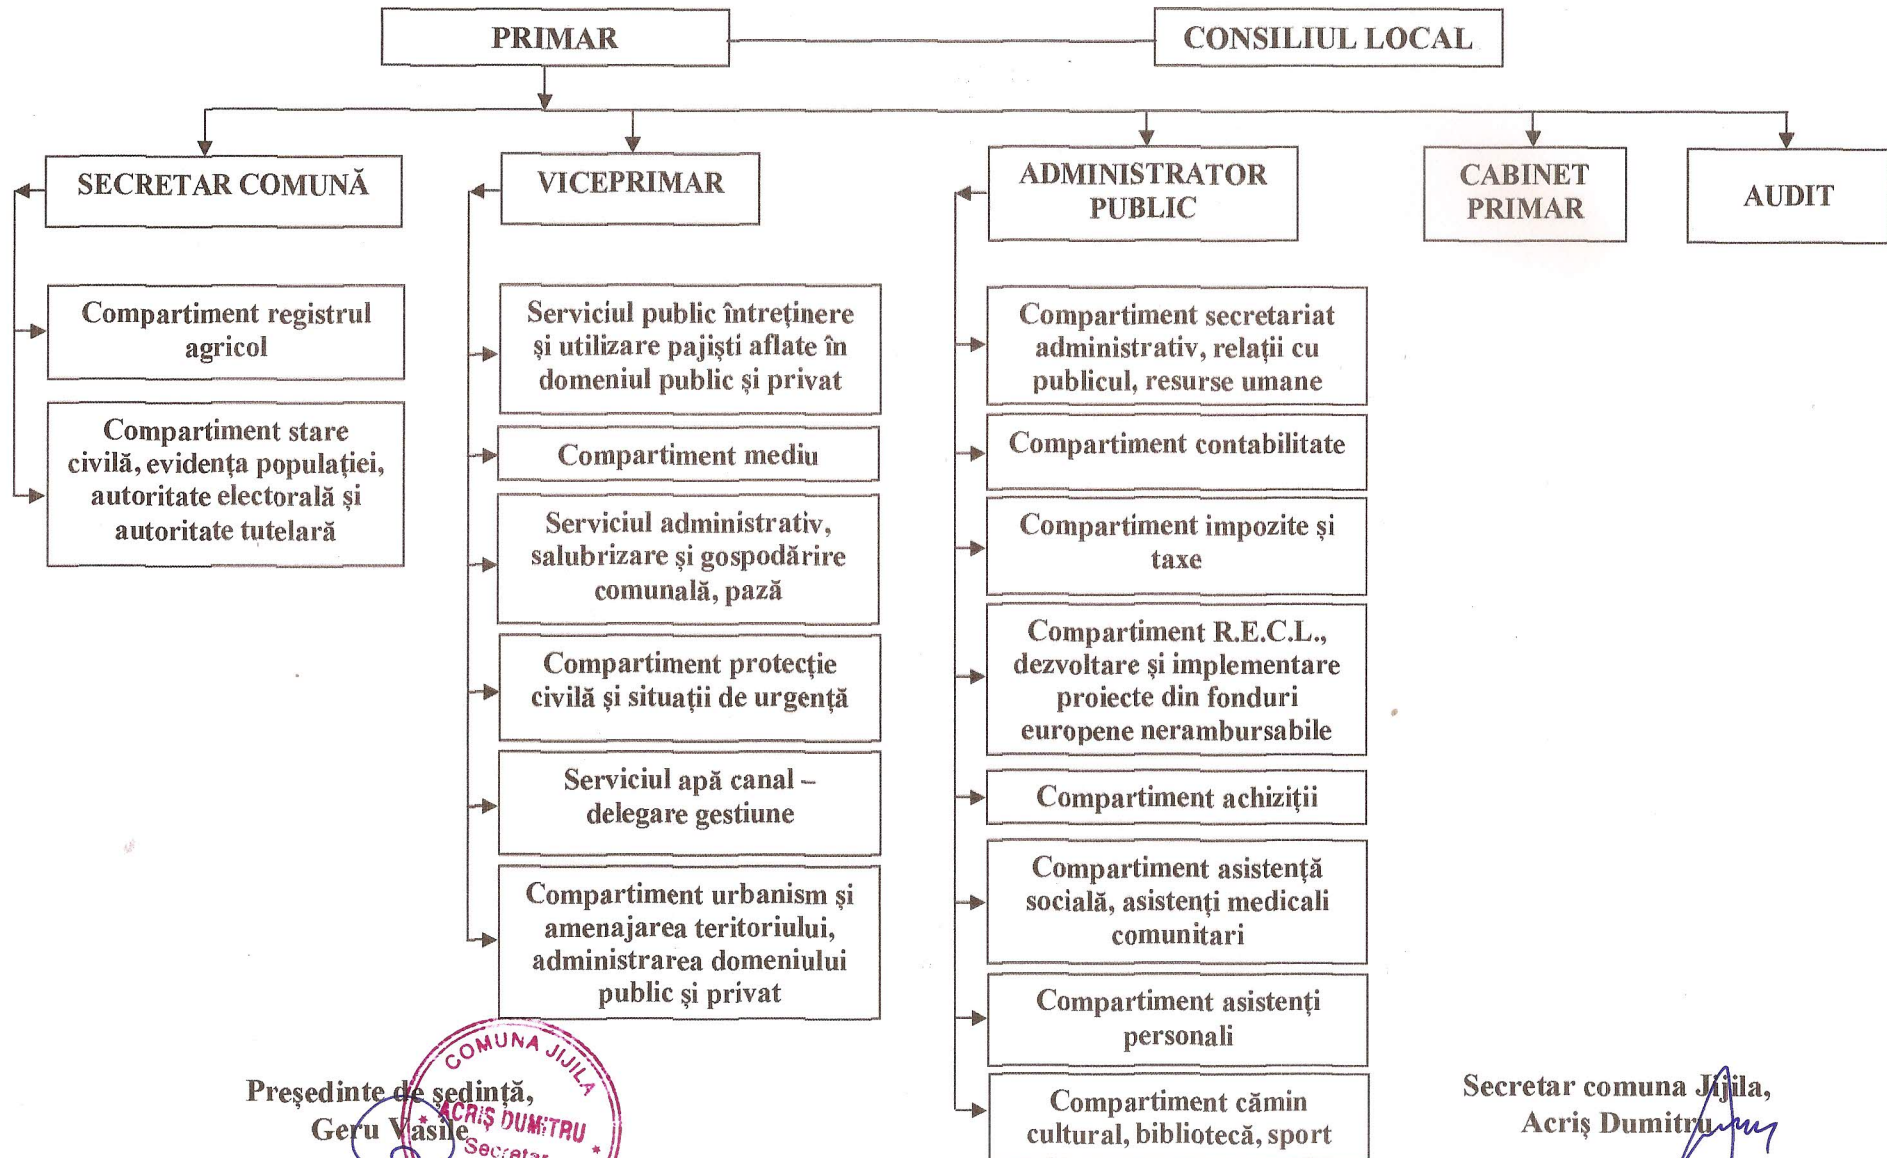 PRIMAR
CONSILIUL LOCAL
SECRETAR COMUNĂ
VICEPRIMAR
ADMINISTRATOR
PUBLIC
CABINET
PRIMAR
AUDIT
Compartiment registrul
agricol
Compartiment stare
civilă, evidența populației,
autoritate electorală și
autoritate tutelară
Serviciul public întreținere
și utilizare pajiști aflate în
domeniul public și privat
Compartiment mediu
Serviciul administrativ,
salubrizare și gospodărire
comunală, pază
Compartiment protecție
civilă și situații de urgență
Serviciul apă canal –
delegare gestiune
Compartiment urbanism și
amenajarea teritoriului,
administrarea domeniului
public și privat
Compartiment secretariat
administrativ, relații cu
publicul, resurse umane
Compartiment contabilitate
Compartiment impozite și
taxe
Compartiment R.E.C.L.,
dezvoltare și implementare
proiecte din fonduri
europene nerambursabile
Compartiment achiziții
Compartiment asistență
socială, asistenți medicali
comunitari
Compartiment asistenți
personali
Compartiment cămin
cultural, bibliotecă, sport
Președinte de ședință,
Geru Vasile
COMUNA JIJILA
ACRIȘ DUMITRU
Secretar
Secretar comuna Jijila,
Acriș Dumitru